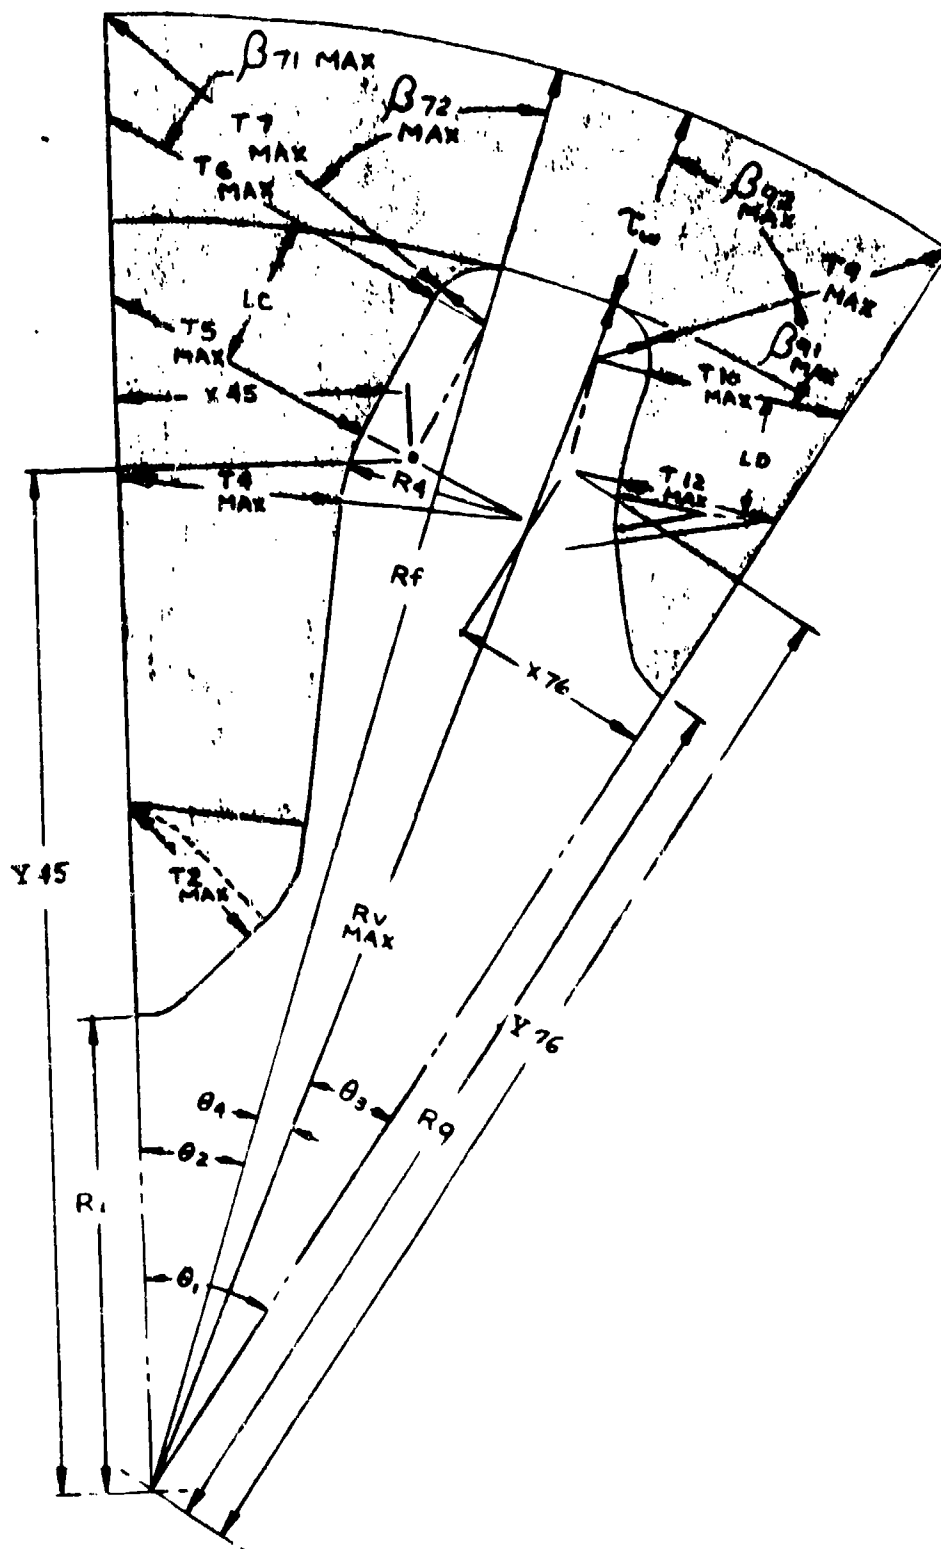 β71 MAX
β72
MAX
T7
MAX
T6
MAX
β92
MAX
τw
T9
MAX
LC
T5
MAX
β91
MAX
X45
T10
MAX
T4
MAX
R4
T12
MAX
LD
Rf
X76
Y45
T2
MAX
Rv
MAX
Y76
θ4
θ3
R9
θ2
R1
θ1